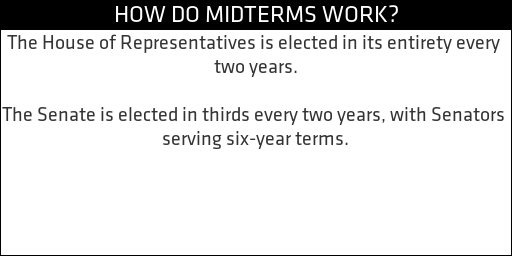 HOW DO MIDTERMS WORK?
The House of Representatives is elected in its entirety every
two years.
The Senate is elected in thirds every two years, with Senators
serving six-year terms.